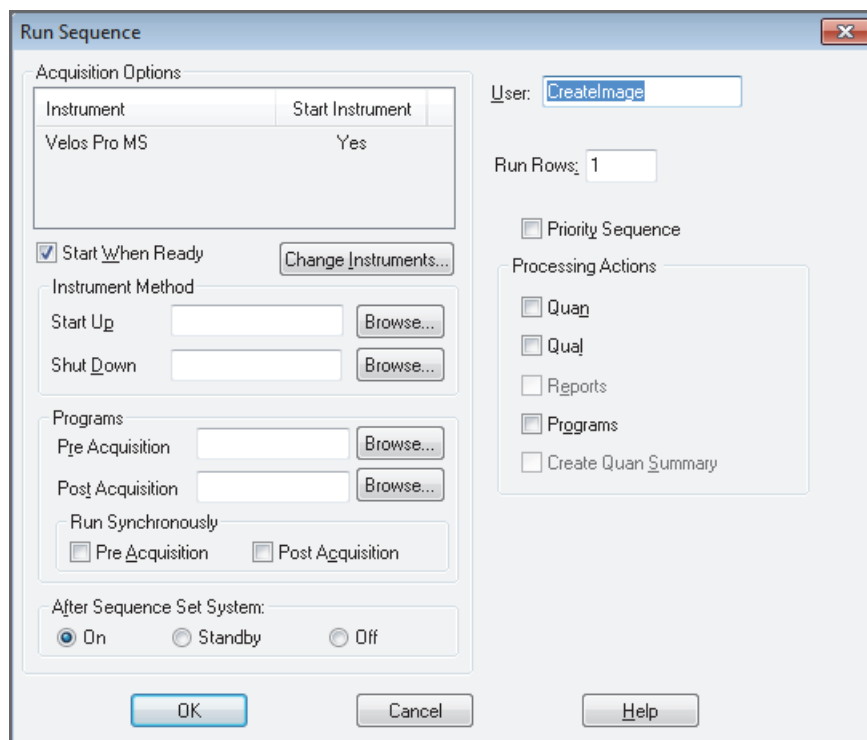 Run Sequence
Acquisition Options
Instrument Start Instrument
Velos Pro MS Yes
Start When Ready
Change Instruments...
Instrument Method
Start Up Browse...
Shut Down Browse...
Programs
Pre Acquisition Browse...
Post Acquisition Browse...
Run Synchronously
Pre Acquisition Post Acquisition
After Sequence Set System:
On Standby Off
User: CreateImage
Run Rows: 1
Priority Sequence
Processing Actions
Quan
Qual
Reports
Programs
Create Quan Summary
OK Cancel Help